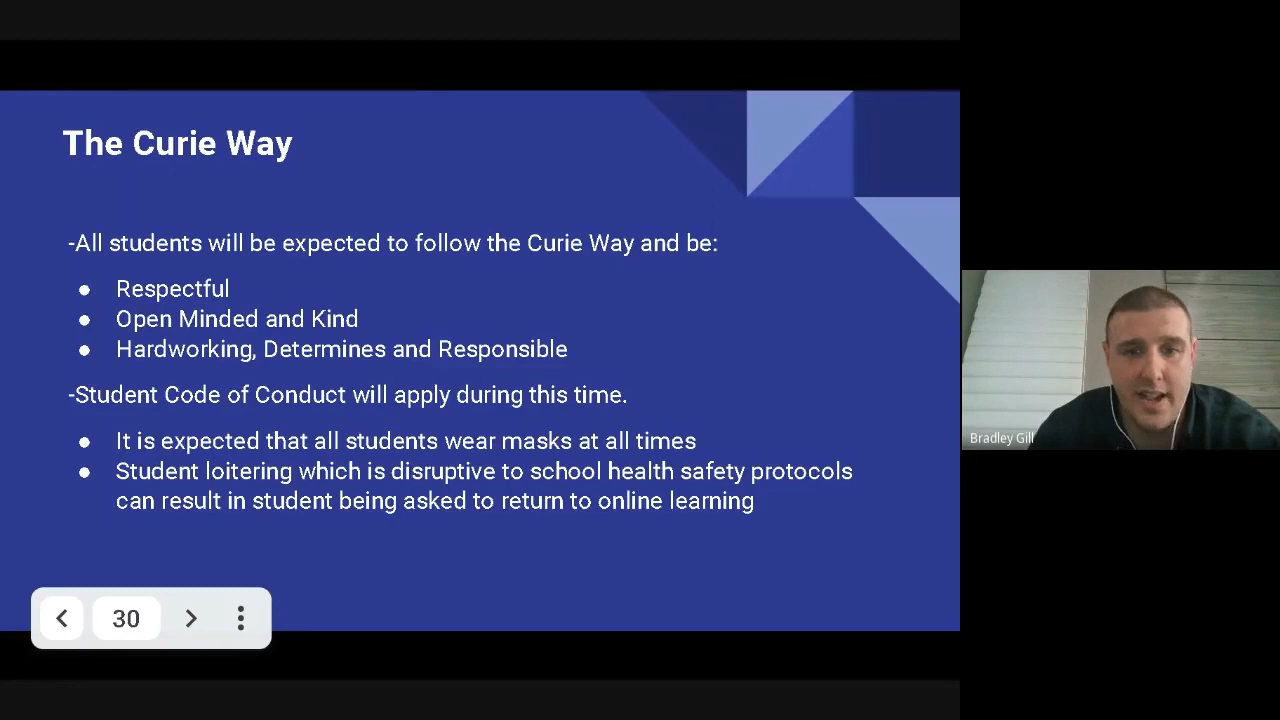 The Curie Way
-All students will be expected to follow the Curie Way and be:
● Respectful
● Open Minded and Kind
● Hardworking, Determines and Responsible
-Student Code of Conduct will apply during this time.
● It is expected that all students wear masks at all times
● Student loitering which is disruptive to school health safety protocols
can result in student being asked to return to online learning
30
Bradley Gill